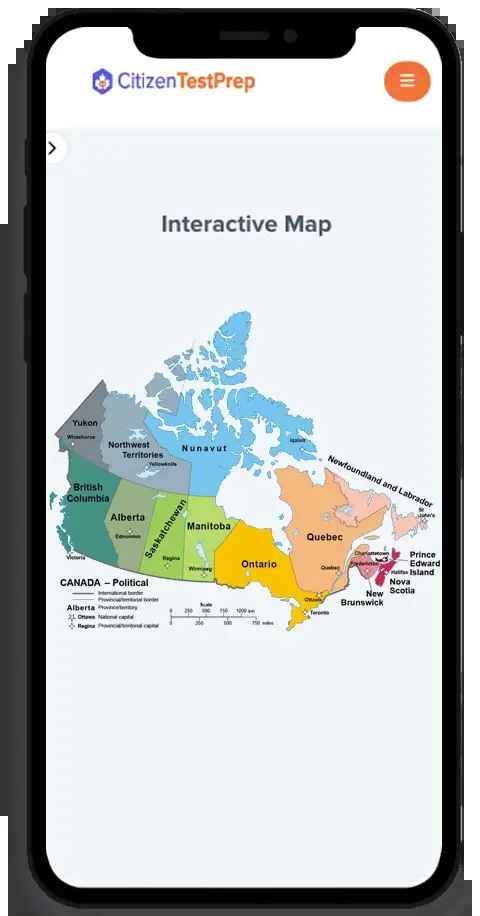 CitizenTestPrep
Interactive Map
Yukon
Whitehorse
Northwest
Territories
Yellowknife
Nunavut
Iqaluit
British
Columbia
Victoria
Alberta
Edmonton
Saskatchewan
Regina
Manitoba
Winnipeg
Ontario
Toronto
Ottawa
Quebec
Quebec
Newfoundland and Labrador
St
John's
Charlottetown
Prince
Edward
Island
Fredericton
Halifax
Nova
Scotia
New
Brunswick
CANADA – Political
International border
Provincial/territorial border
Alberta Province/territory
Ottawa National capital
Regina Provincial/territorial capital
Scale
0 250 500 750 1000 km
0 250 500 750 miles